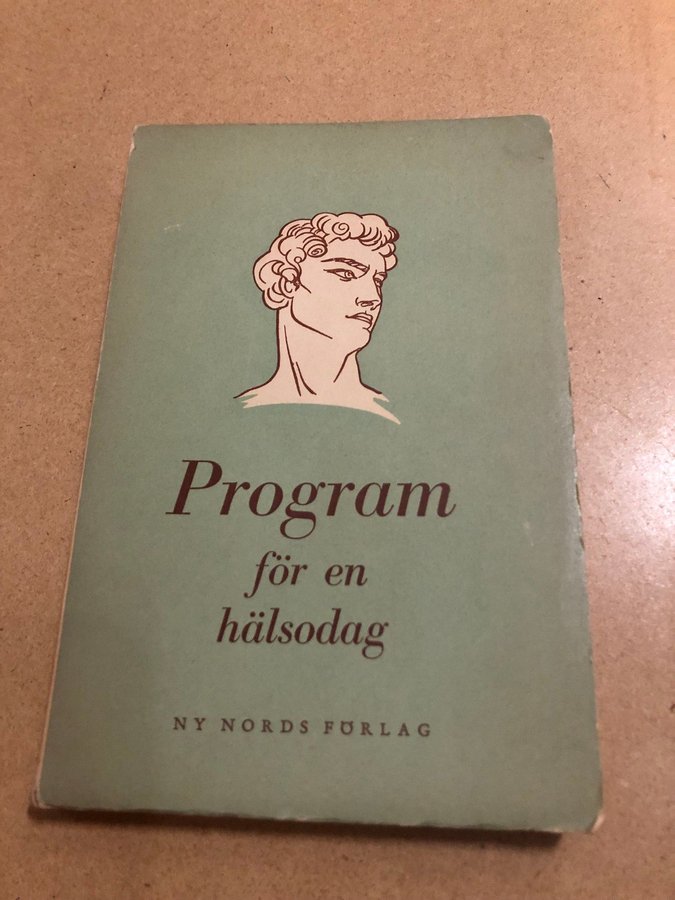 Program
för en
hälsodag
NY NORDS FÖRLAG